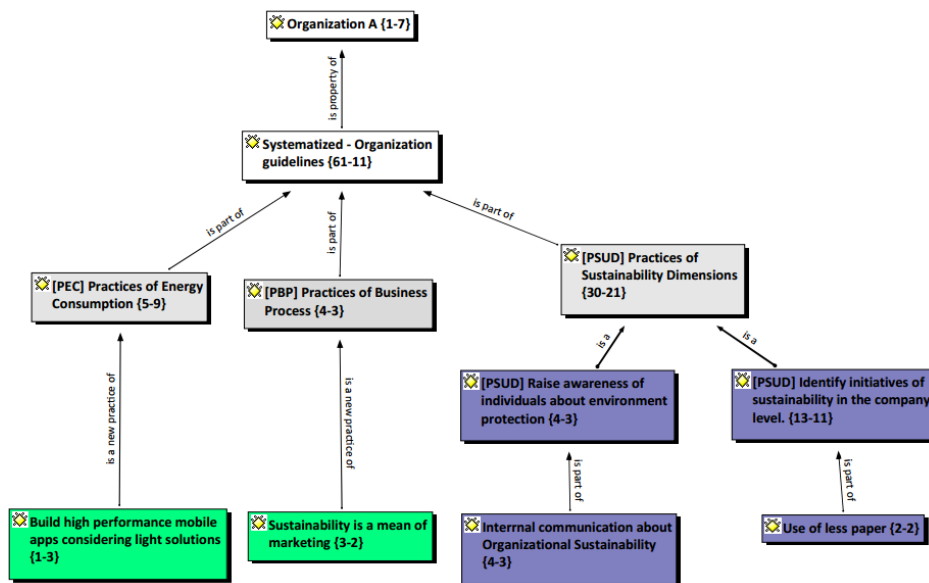 Organization A {1-7}
is property of
Systematized - Organization
guidelines {61-11}
is part of
is part of
is part of
[PEC] Practices of Energy
Consumption {5-9}
[PBP] Practices of Business
Process {4-3}
[PSUD] Practices of
Sustainability Dimensions
{30-21}
is a new practice of
is a new practice of
is a
is a
[PSUD] Raise awareness of
individuals about environment
protection {4-3}
[PSUD] Identify initiatives of
sustainability in the company
level. {13-11}
is part of
is part of
Build high performance mobile
apps considering light solutions
{1-3}
Sustainability is a mean of
marketing {3-2}
Internnal communication about
Organizational Sustainability
{4-3}
Use of less paper {2-2}